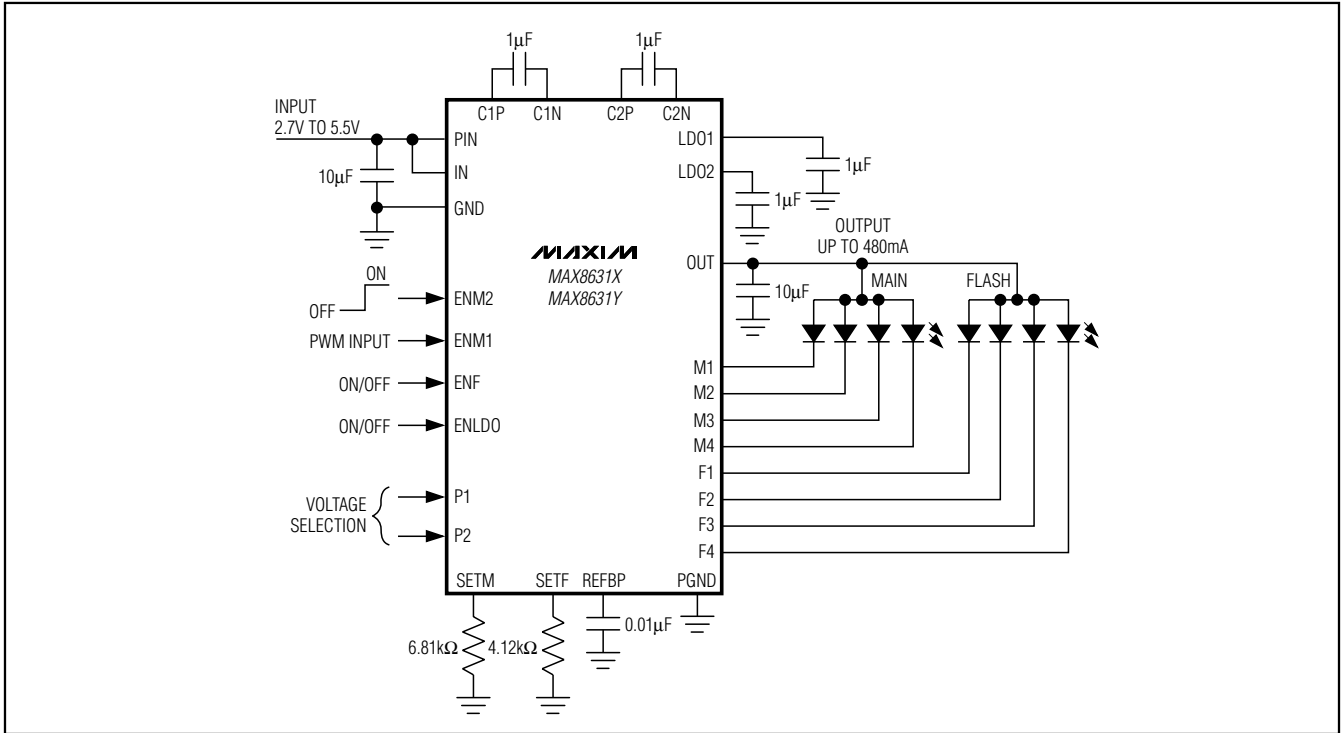 1µF
1µF
C1P
C1N
C2P
C2N
INPUT
2.7V TO 5.5V
PIN
LDO1
1µF
10µF
IN
LDO2
1µF
GND
MAXIM
MAX8631X
MAX8631Y
OUTPUT
UP TO 480mA
OUT
10µF
MAIN
FLASH
ON
OFF
ENM2
PWM INPUT
ENM1
ON/OFF
ENF
ON/OFF
ENLDO
M1
M2
M3
M4
F1
F2
F3
F4
VOLTAGE
SELECTION
P1
P2
SETM
SETF
REFBP
PGND
6.81kΩ
4.12kΩ
0.01µF